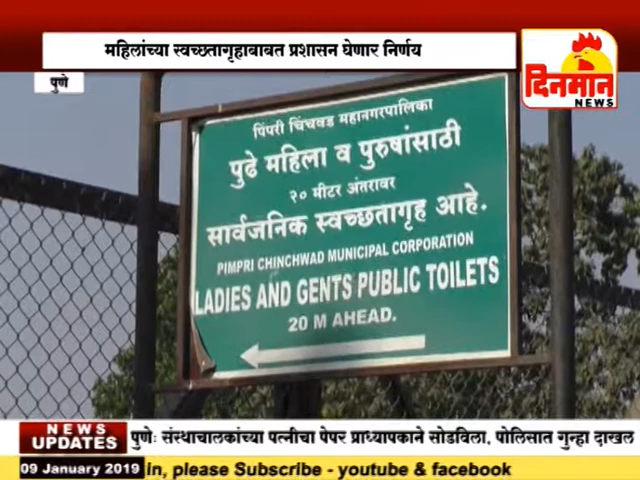 महिलांच्या स्वच्छतागृहाबाबत प्रशासन घेणार निर्णय
पुणे
दिनमान
NEWS
पिंपरी चिंचवड महानगरपालिका
पुढे महिला व पुरुषांसाठी
२० मीटर अंतरावर
सार्वजनिक स्वच्छतागृह आहे.
PIMPRI CHINCHWAD MUNICIPAL CORPORATION
LADIES AND GENTS PUBLIC TOILETS
20 M AHEAD.
NEWS
UPDATES
पुणेः संस्थाचालकांच्या पत्नीचा पेपर प्राध्यापकाने सोडविला, पोलिसात गुन्हा दाखल
09 January 2019
in, please Subscribe - youtube & facebook